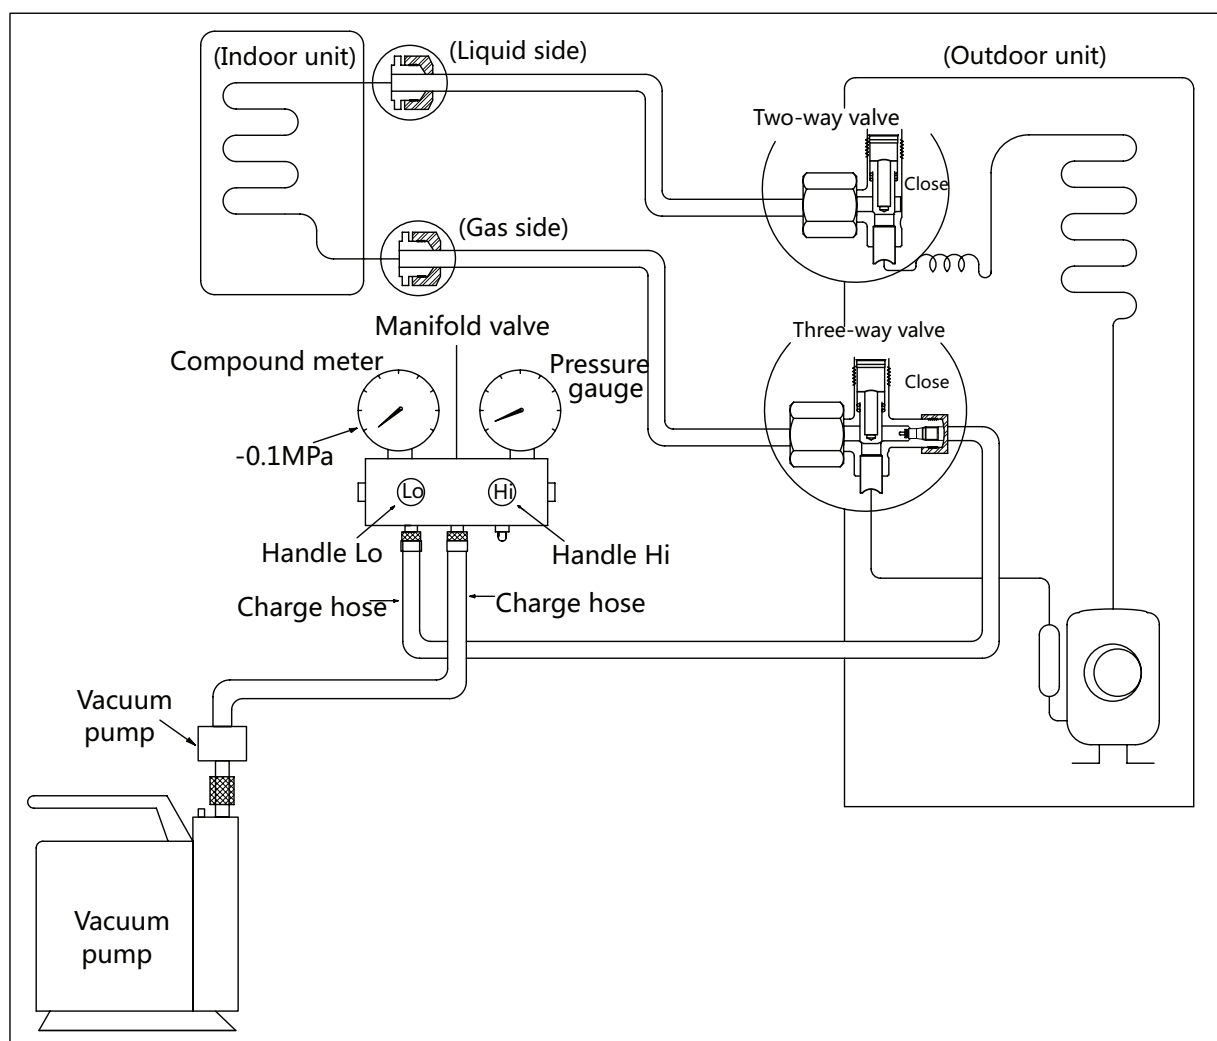 (Indoor unit)
(Liquid side)
(Outdoor unit)
Two-way valve
Close
(Gas side)
Manifold valve
Three-way valve
Compound meter
Pressure
gauge
Close
-0.1MPa
Lo
Hi
Handle Lo
Handle Hi
Charge hose
Charge hose
Vacuum
pump
Vacuum
pump